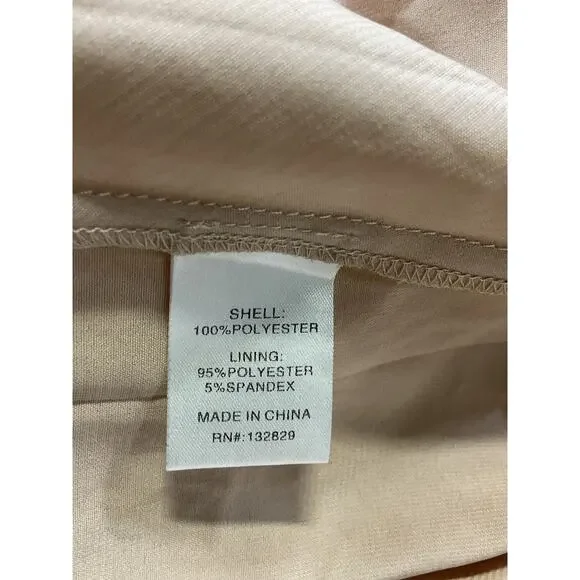 SHELL:
100%POLYESTER
LINING:
95%POLYESTER
5%SPANDEX
MADE IN CHINA
RN#:132829